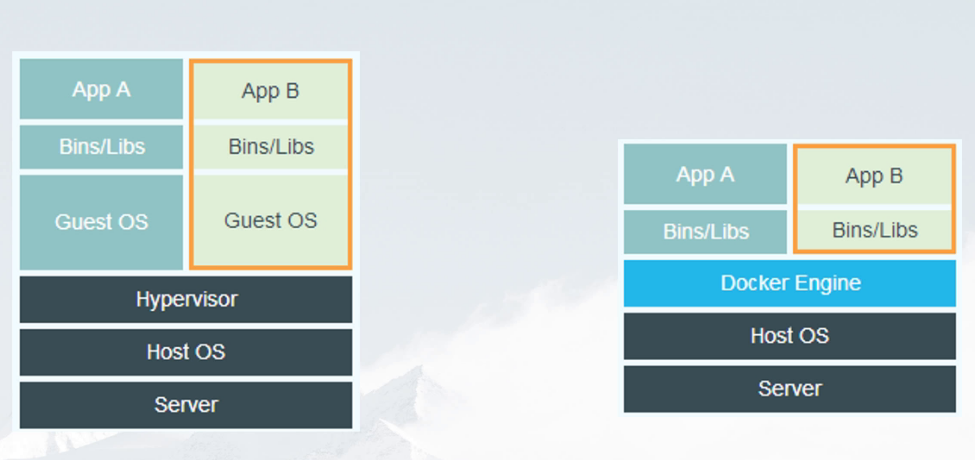 App A
App B
Bins/Libs
Bins/Libs
Guest OS
Guest OS
Hypervisor
Host OS
Server
App A
App B
Bins/Libs
Bins/Libs
Docker Engine
Host OS
Server